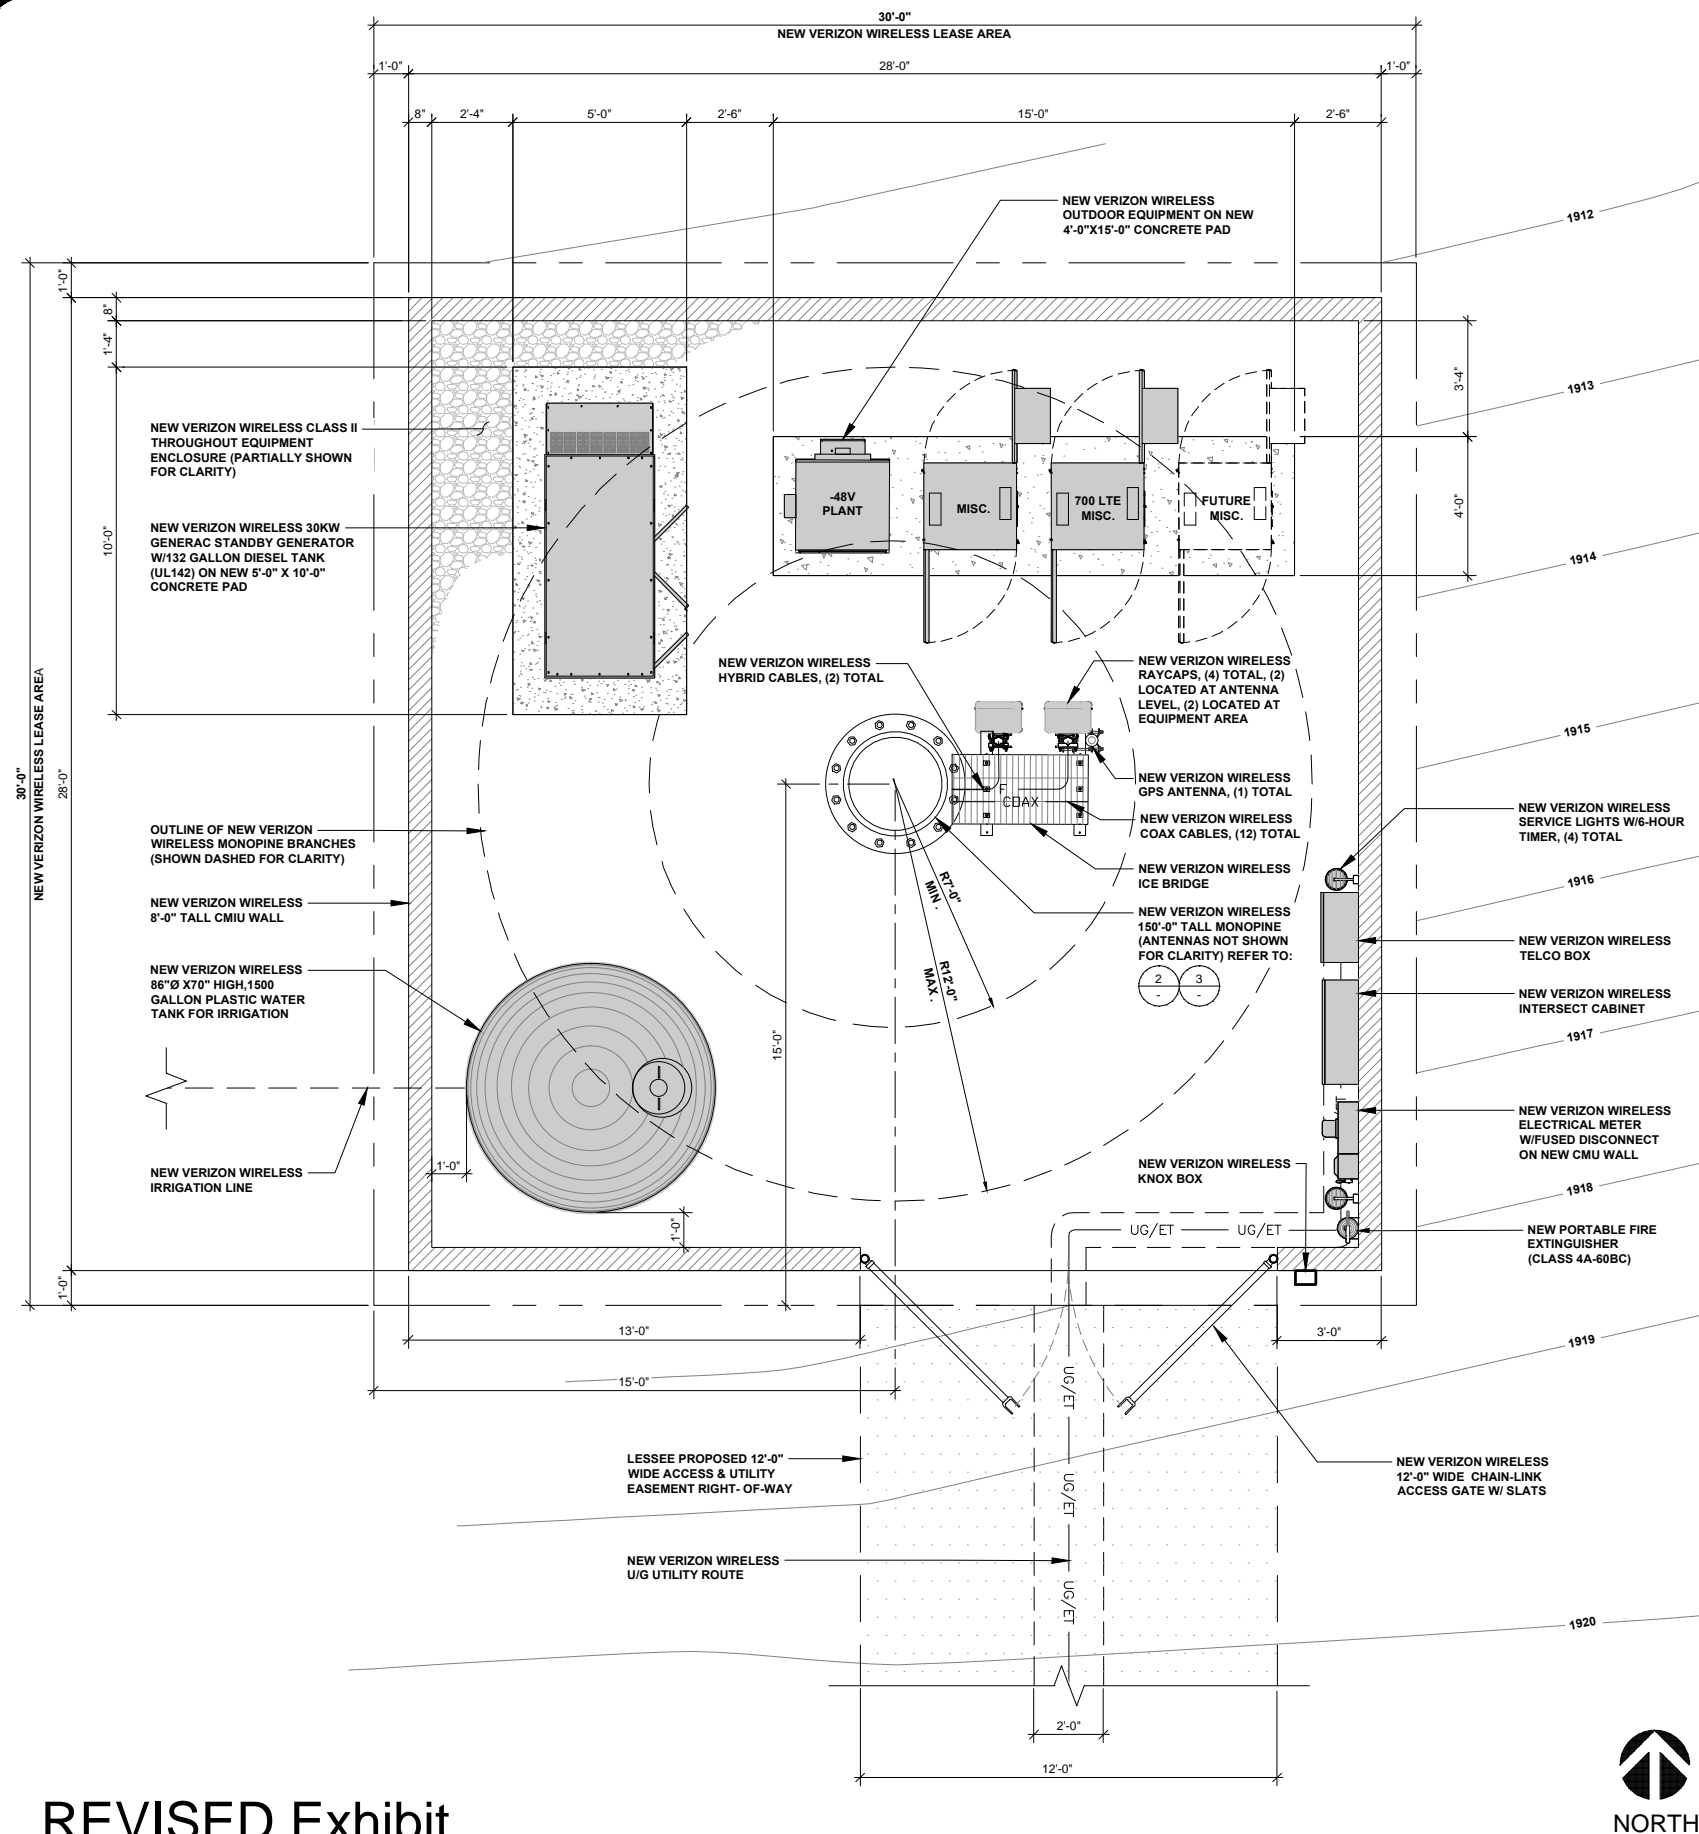 30'-0"
NEW VERIZON WIRELESS LEASE AREA
1'-0"
28'-0"
1'-0"
8"
2'-4"
5'-0"
2'-6"
15'-0"
2'-6"
NEW VERIZON WIRELESS
OUTDOOR EQUIPMENT ON NEW
4'-0"X15'-0" CONCRETE PAD
1912
1'-0"
8"
1'-4"
10'-0"
30'-0"
NEW VERIZON WIRELESS LEASE AREA
28'-0"
1'-0"
3'-4"
4'-0"
1913
1914
NEW VERIZON WIRELESS CLASS II
THROUGHOUT EQUIPMENT
ENCLOSURE (PARTIALLY SHOWN
FOR CLARITY)
NEW VERIZON WIRELESS 30KW
GENERAC STANDBY GENERATOR
W/132 GALLON DIESEL TANK
(UL142) ON NEW 5'-0" X 10'-0"
CONCRETE PAD
-48V
PLANT
MISC.
700 LTE
MISC.
FUTURE
MISC.
NEW VERIZON WIRELESS
HYBRID CABLES, (2) TOTAL
NEW VERIZON WIRELESS
RAYCAPS, (4) TOTAL, (2)
LOCATED AT ANTENNA
LEVEL, (2) LOCATED AT
EQUIPMENT AREA
1915
NEW VERIZON WIRELESS
GPS ANTENNA, (1) TOTAL
F
COAX
NEW VERIZON WIRELESS
COAX CABLES, (12) TOTAL
NEW VERIZON WIRELESS
SERVICE LIGHTS W/6-HOUR
TIMER, (4) TOTAL
OUTLINE OF NEW VERIZON
WIRELESS MONOPINE BRANCHES
(SHOWN DASHED FOR CLARITY)
NEW VERIZON WIRELESS
ICE BRIDGE
1916
R7'-0"
MIN.
NEW VERIZON WIRELESS
8'-0" TALL CMIU WALL
NEW VERIZON WIRELESS
150'-0" TALL MONOPINE
(ANTENNAS NOT SHOWN
FOR CLARITY) REFER TO:
2
-
3
-
NEW VERIZON WIRELESS
TELCO BOX
NEW VERIZON WIRELESS
86"Ø X70" HIGH,1500
GALLON PLASTIC WATER
TANK FOR IRRIGATION
R12'-0"
MAX.
NEW VERIZON WIRELESS
INTERSECT CABINET
15'-0"
1917
NEW VERIZON WIRELESS
ELECTRICAL METER
W/FUSED DISCONNECT
ON NEW CMU WALL
NEW VERIZON WIRELESS
IRRIGATION LINE
1'-0"
1'-0"
NEW VERIZON WIRELESS
KNOX BOX
1918
UG/ET
UG/ET
NEW PORTABLE FIRE
EXTINGUISHER
(CLASS 4A-60BC)
13'-0"
3'-0"
1919
15'-0"
UG/ET
LESSEE PROPOSED 12'-0"
WIDE ACCESS & UTILITY
EASEMENT RIGHT- OF-WAY
NEW VERIZON WIRELESS
12'-0" WIDE CHAIN-LINK
ACCESS GATE W/ SLATS
UG/ET
NEW VERIZON WIRELESS
U/G UTILITY ROUTE
UG/ET
1920
2'-0"
12'-0"
REVISED Exhibit
NORTH